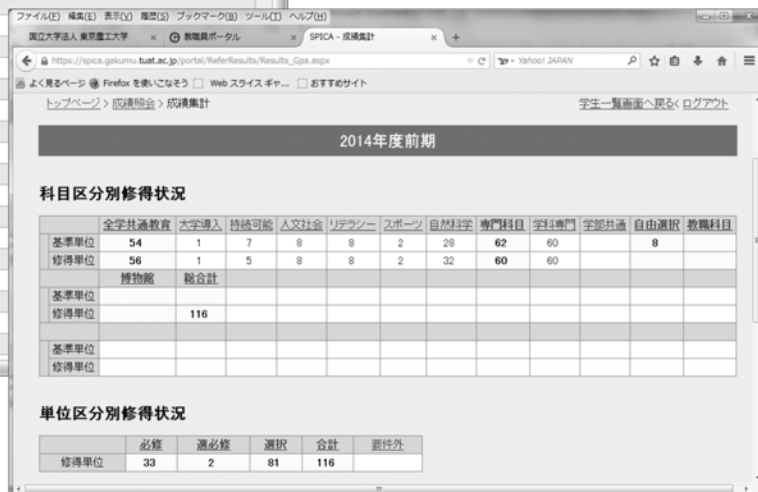 ファイル(F) 編集(E) 表示(V) 履歴(S) ブックマーク(B) ツール(T) ヘルプ(H)
国立大学法人 東京農工大学 × 教職員ポータル × SPICA - 成績集計 × +
https://spica.gakumu.tuat.ac.jp/portal/ReferResults/Results_Gpa.aspx Yahoo! JAPAN
よく見るページ Firefox を使いこなそう Web スライス ギャ... おすすめサイト
トップページ > 成績照会 > 成績集計 学生一覧画面へ戻る< ログアウト
2014年度前期
科目区分別修得状況
全学共通教育 大学導入 持続可能 人文社会 リテラシー スポーツ 自然科学 専門科目 学科専門 学部共通 自由選択 教職科目
基準単位 54 1 7 8 8 2 28 62 60 8
修得単位 56 1 5 8 8 2 32 60 60
博物館 総合計
基準単位
修得単位 116
基準単位
修得単位
単位区分別修得状況
必修 選必修 選択 合計 要件外
修得単位 33 2 81 116